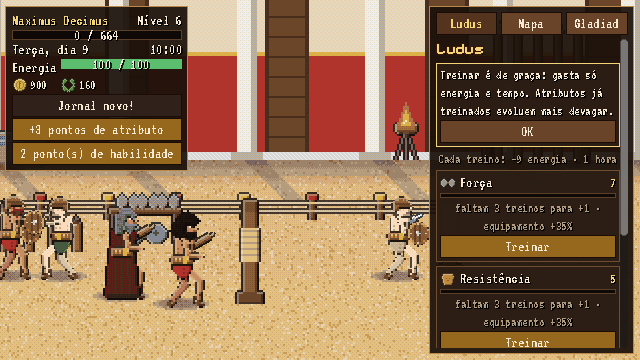 Maximus Decimus Nível 6
0 / 664
Terça, dia 9 10:00
Energia 100 / 100
900 160
Jornal novo!
+3 pontos de atributo
2 ponto(s) de habilidade
Ludus Mapa Gladiad
Ludus
Treinar é de graça: gasta só
energia e tempo. Atributos já
treinados evoluem mais devagar.
OK
Cada treino: -9 energia · 1 hora
Força 7
faltam 3 treinos para +1 ·
equipamento +35%
Treinar
Resistência 5
faltam 3 treinos para +1 ·
equipamento +35%
Treinar